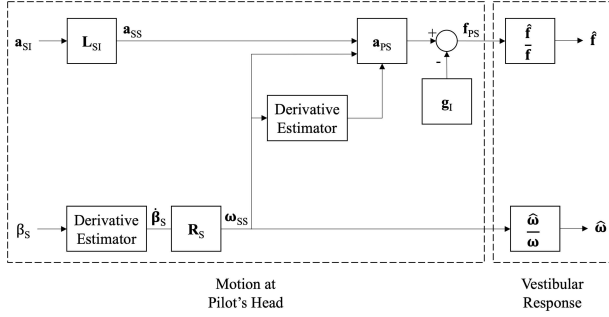 a_SI
L_SI
a_SS
a_PS
+
-
f_PS
f̂
f
f̂
g_I
Derivative
Estimator
β_S
Derivative
Estimator
β̇_S
R_S
ω_SS
ω̂
ω
ω̂
Motion at
Pilot's Head
Vestibular
Response